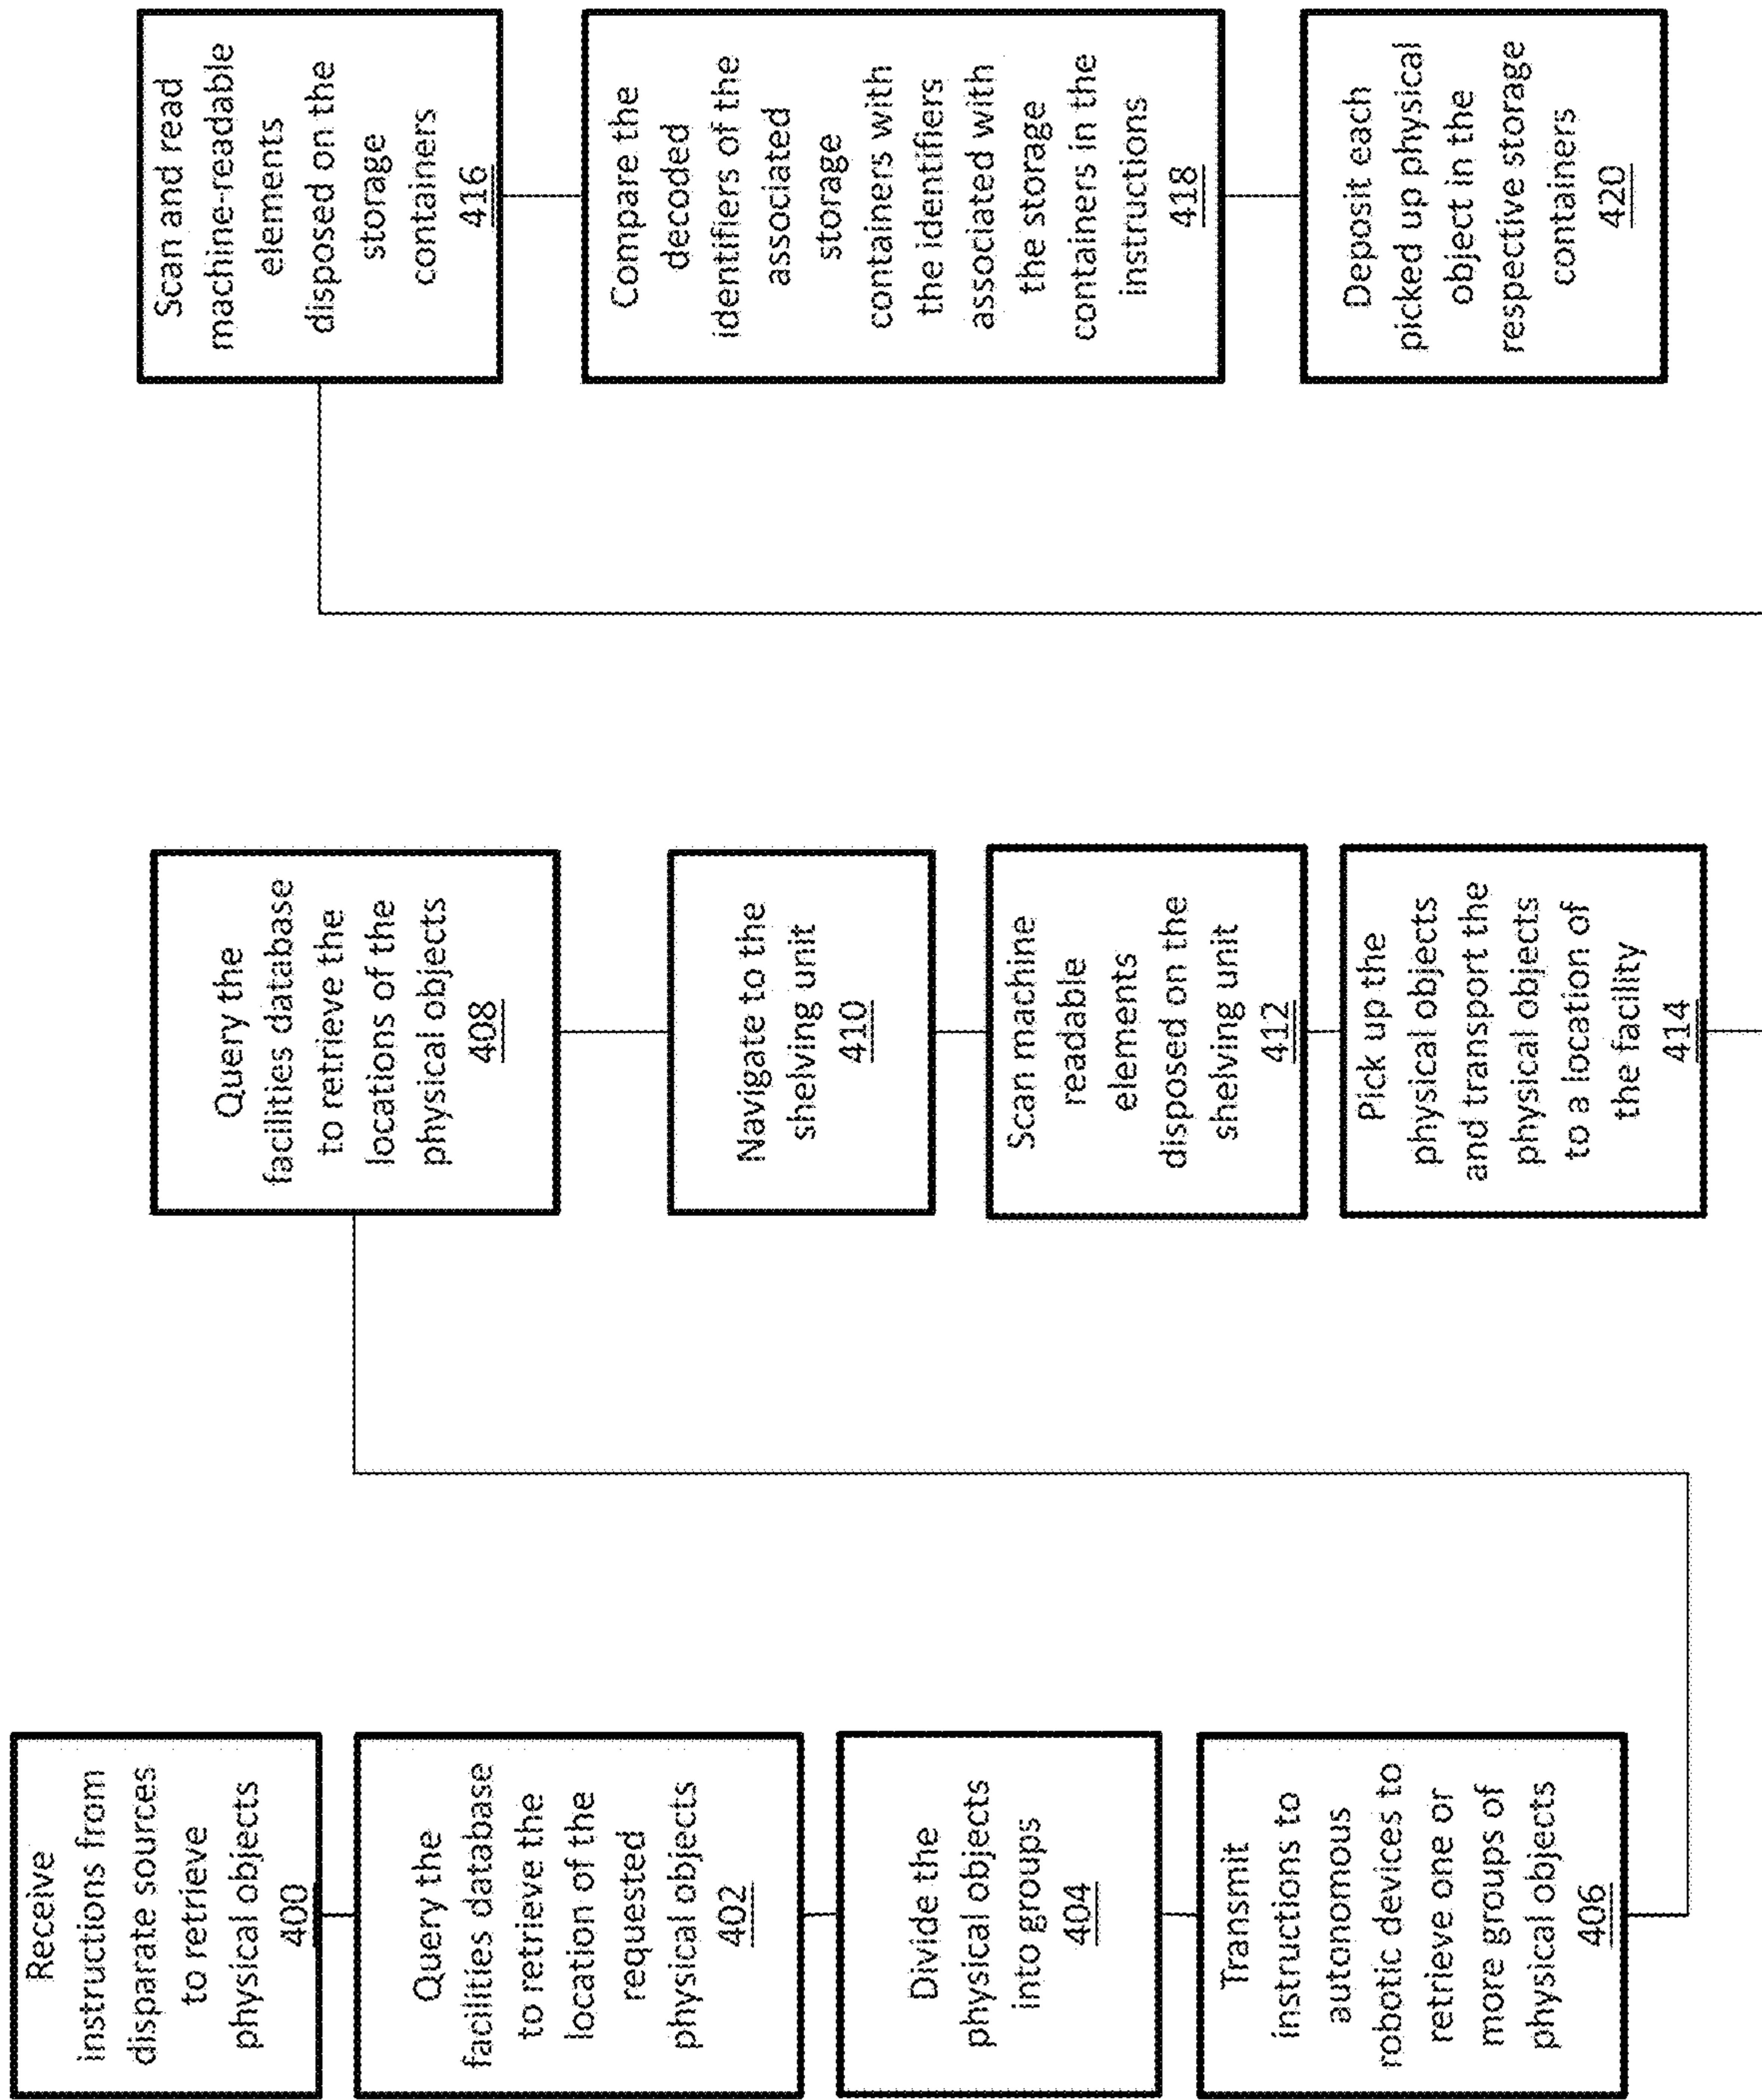 Receive
instructions from
disparate sources
to retrieve
physical objects
400
Query the
facilities database
to retrieve the
location of the
requested
physical objects
402
Divide the
physical objects
into groups
404
Transmit
instructions to
autonomous
robotic devices to
retrieve one or
more groups of
physical objects
406
Query the
facilities database
to retrieve the
locations of the
physical objects
408
Navigate to the
shelving unit
410
Scan machine
readable
elements
disposed on the
shelving unit
412
Pick up the
physical objects
and transport the
physical objects
to a location of
the facility
414
Scan and read
machine-readable
elements
disposed on the
storage
containers
416
Compare the
decoded
identifiers of the
associated
storage
containers with
the identifiers
associated with
the storage
containers in the
instructions
418
Deposit each
picked up physical
object in the
respective storage
containers
420